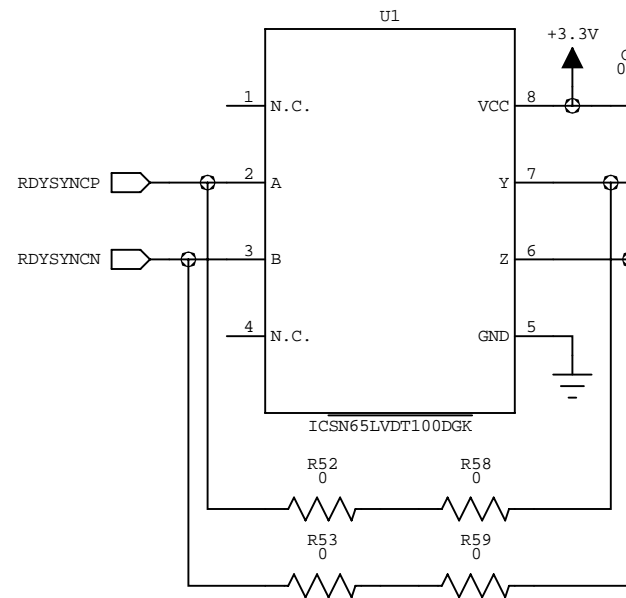 U1
+3.3V
1 N.C. VCC 8
RDYSYNCP 2 A Y 7
RDYSYNCN 3 B Z 6
4 N.C. GND 5
ICSN65LVDT100DGK
R52 R58
0 0
R53 R59
0 0